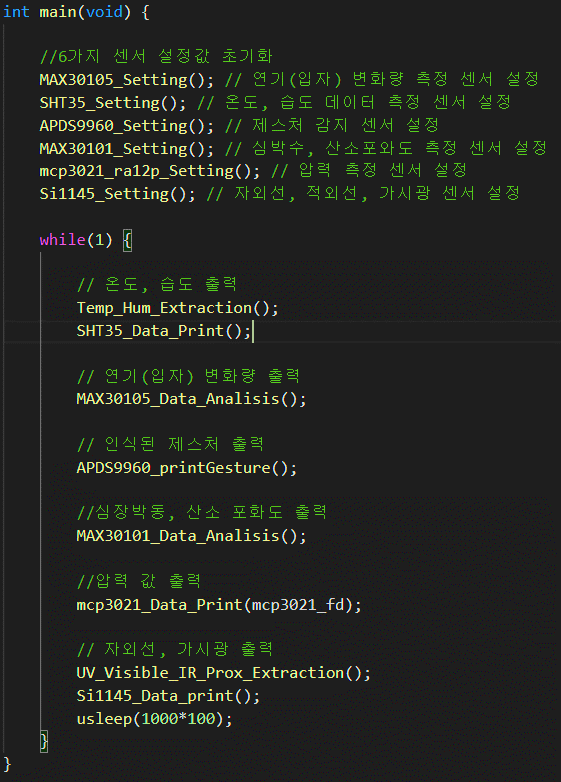 int main(void) {
//6가지 센서 설정값 초기화
MAX30105_Setting(); // 연기(입자) 변화량 측정 센서 설정
SHT35_Setting(); // 온도, 습도 데이터 측정 센서 설정
APDS9960_Setting(); // 제스처 감지 센서 설정
MAX30101_Setting(); // 심박수, 산소포와도 측정 센서 설정
mcp3021_ra12p_Setting(); // 압력 측정 센서 설정
Si1145_Setting(); // 자외선, 적외선, 가시광 센서 설정
while(1) {
// 온도, 습도 출력
Temp_Hum_Extraction();
SHT35_Data_Print();
// 연기(입자) 변화량 출력
MAX30105_Data_Analisis();
// 인식된 제스처 출력
APDS9960_printGesture();
//심장박동, 산소 포화도 출력
MAX30101_Data_Analisis();
//압력 값 출력
mcp3021_Data_Print(mcp3021_fd);
// 자외선, 가시광 출력
UV_Visible_IR_Prox_Extraction();
Si1145_Data_print();
usleep(1000*100);
}
}